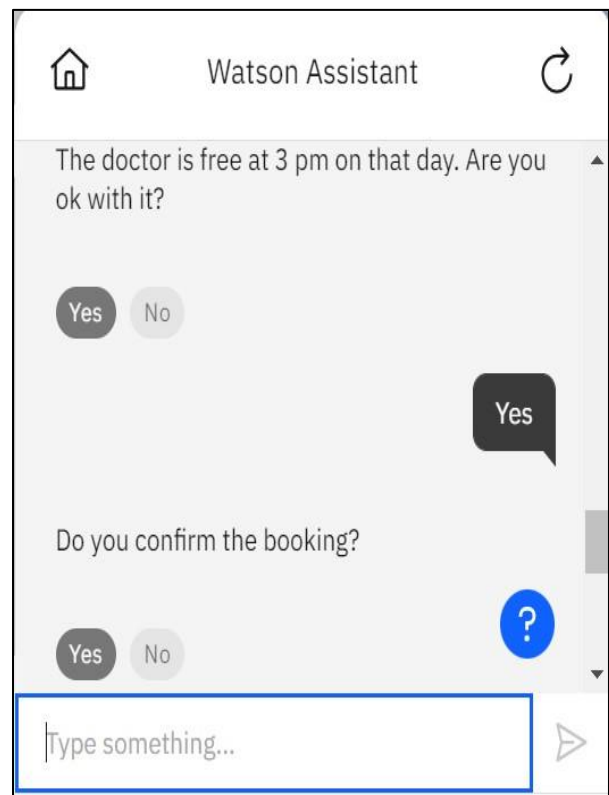 Watson Assistant
The doctor is free at 3 pm on that day. Are you
ok with it?
Yes No
Yes
Do you confirm the booking?
?
Yes No
Type something...